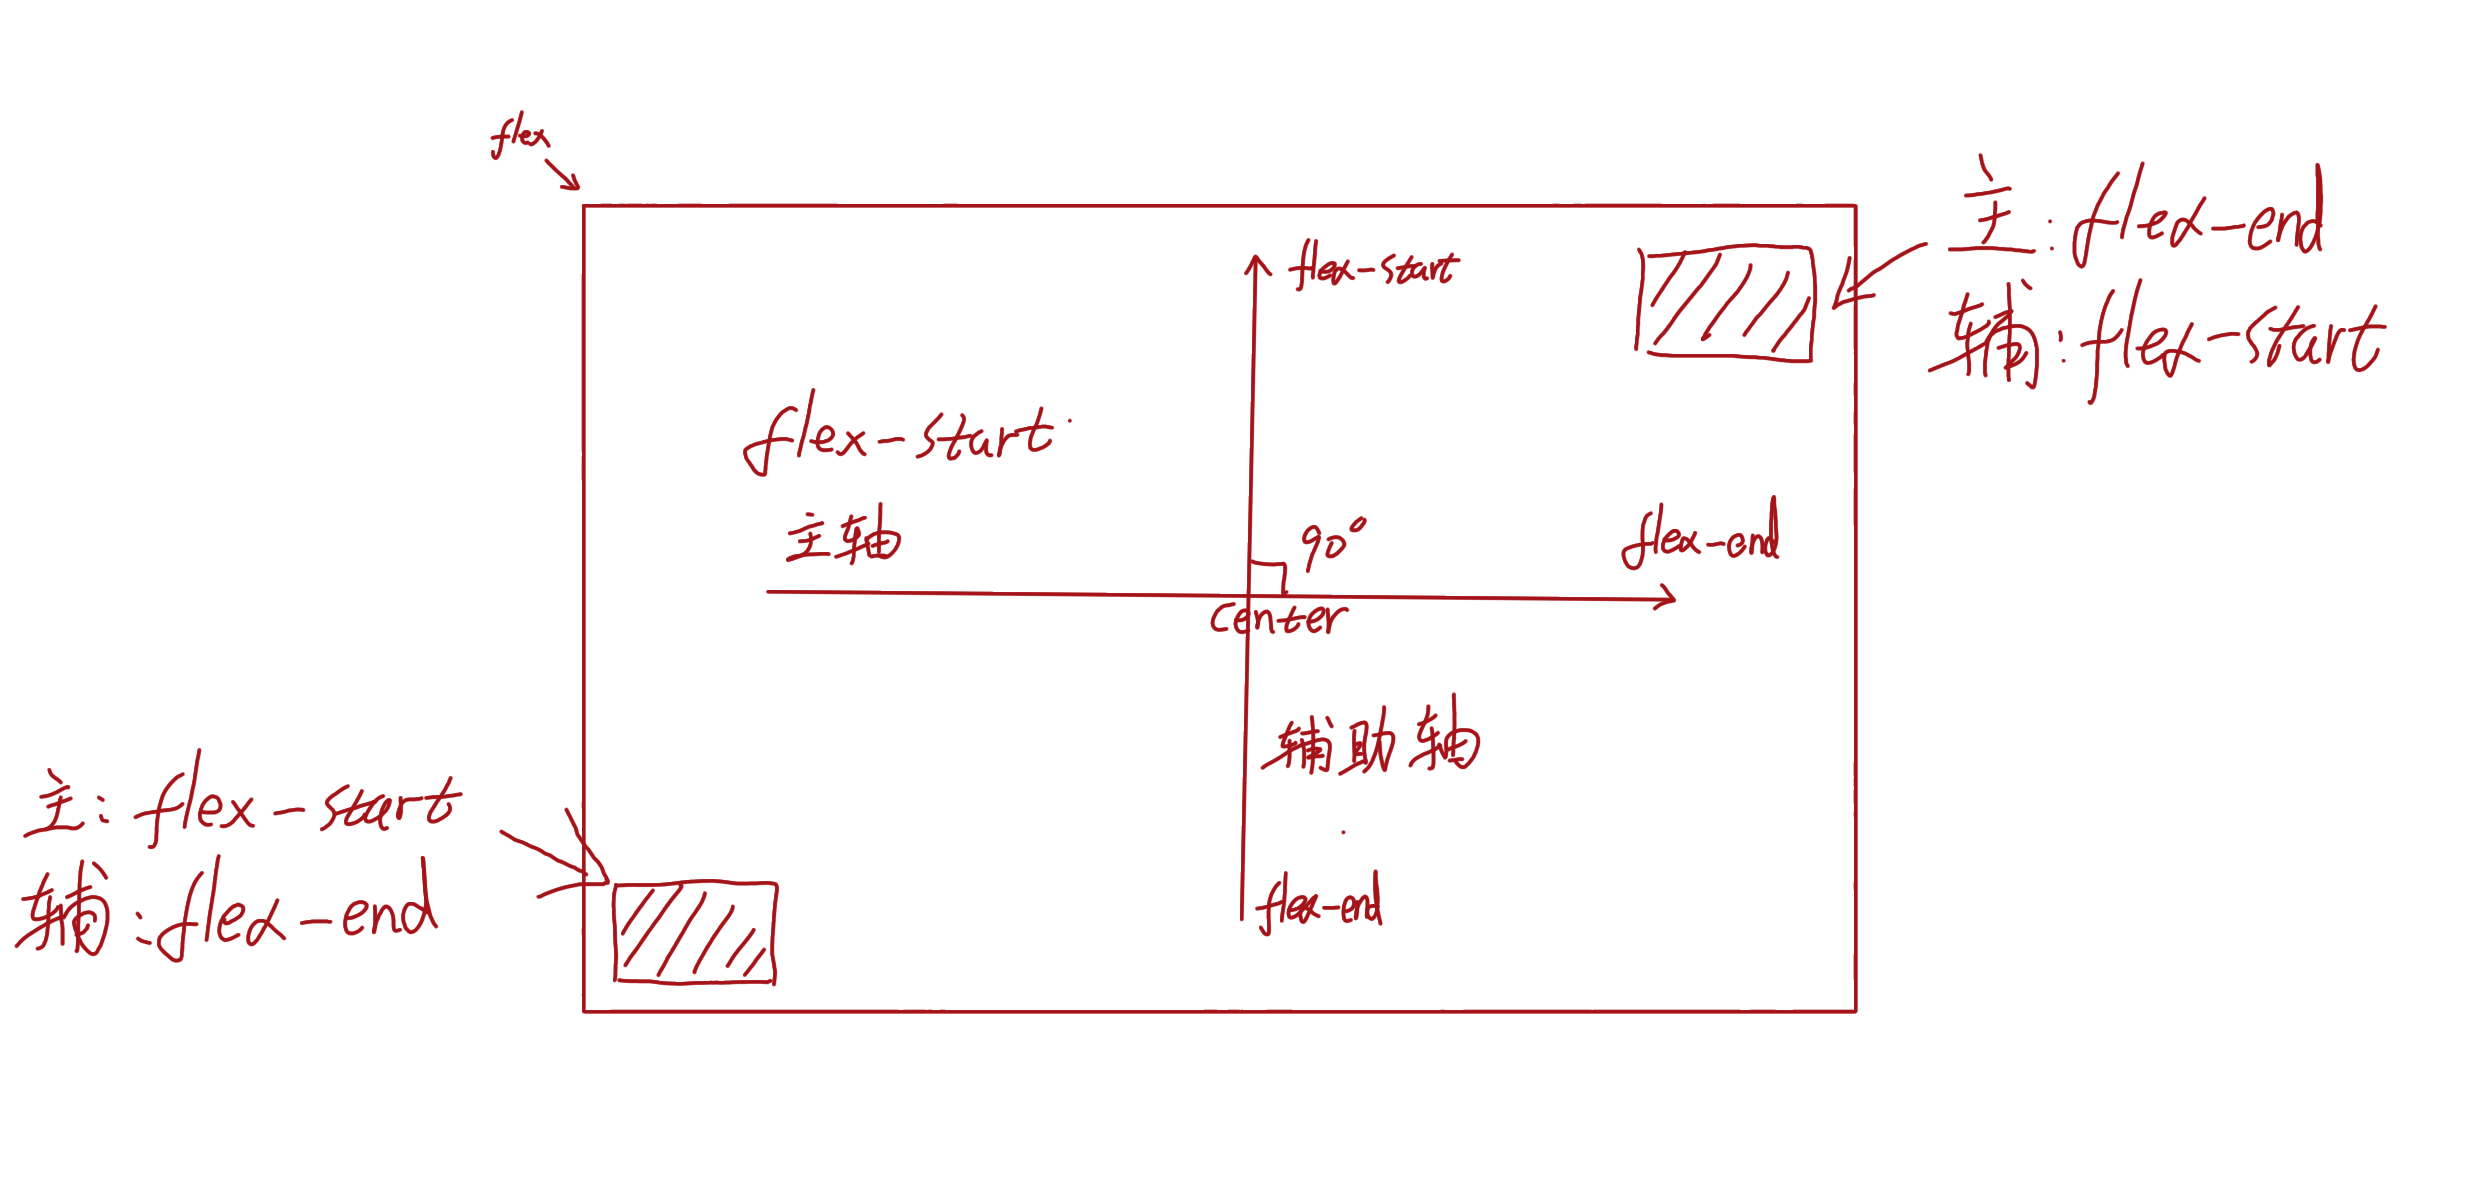 flex
主:flex-end
辅:flex-start
flex-start
flex-start
主轴
90°
flex-end
center
辅助轴
主:flex-start
辅:flex-end
flex-end